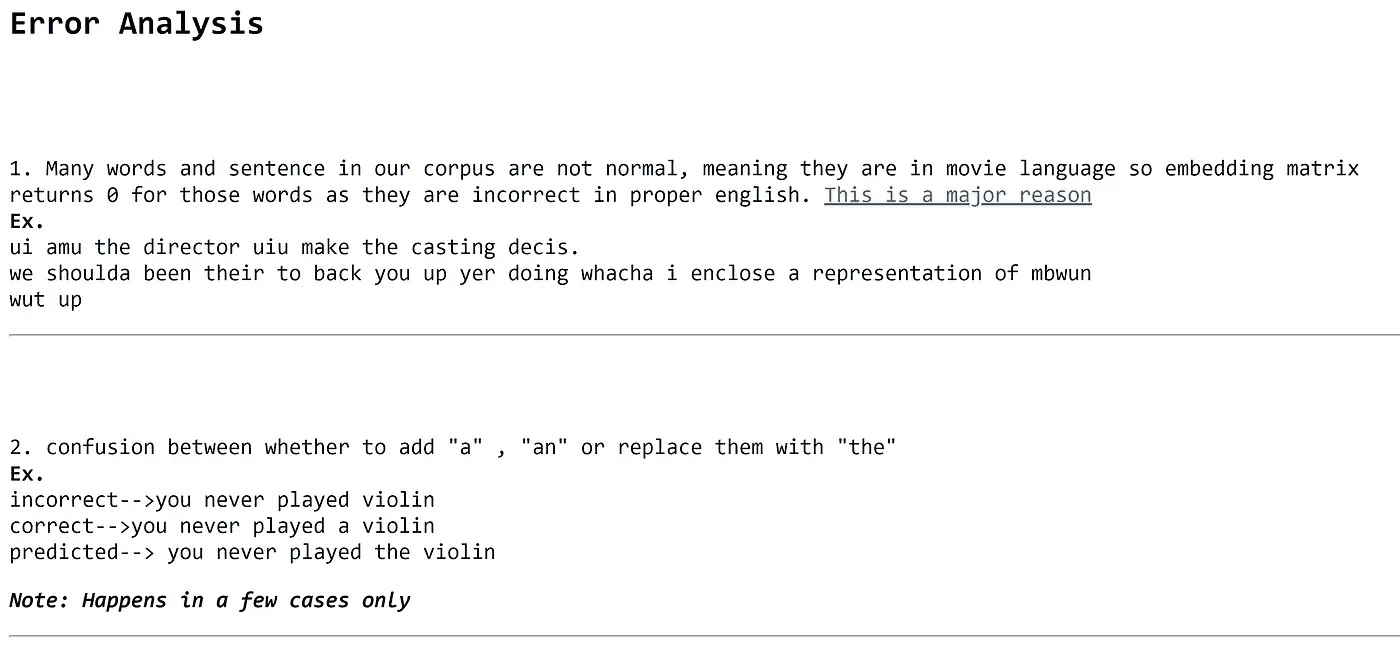 Error Analysis
1. Many words and sentence in our corpus are not normal, meaning they are in movie language so embedding matrix
returns 0 for those words as they are incorrect in proper english. This is a major reason
Ex.
ui amu the director uiu make the casting decis.
we shoulda been their to back you up yer doing whacha i enclose a representation of mbwun
wut up
2. confusion between whether to add "a" , "an" or replace them with "the"
Ex.
incorrect-->you never played violin
correct-->you never played a violin
predicted--> you never played the violin
Note: Happens in a few cases only